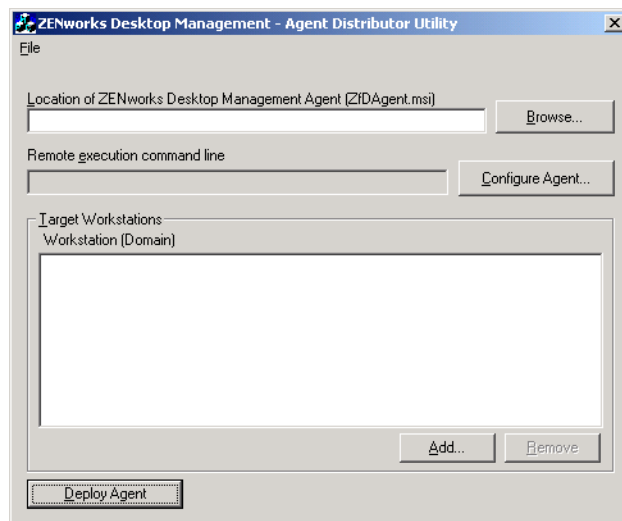 ZENworks Desktop Management - Agent Distributor Utility
File
Location of ZENworks Desktop Management Agent (ZfDAgent.msi)
Browse...
Remote execution command line
Configure Agent...
Target Workstations
Workstation (Domain)
Add...
Remove
Deploy Agent